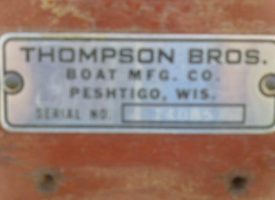 THOMPSON BROS.
BOAT MFG. CO.
PESHTIGO, WIS.
SERIAL NO.